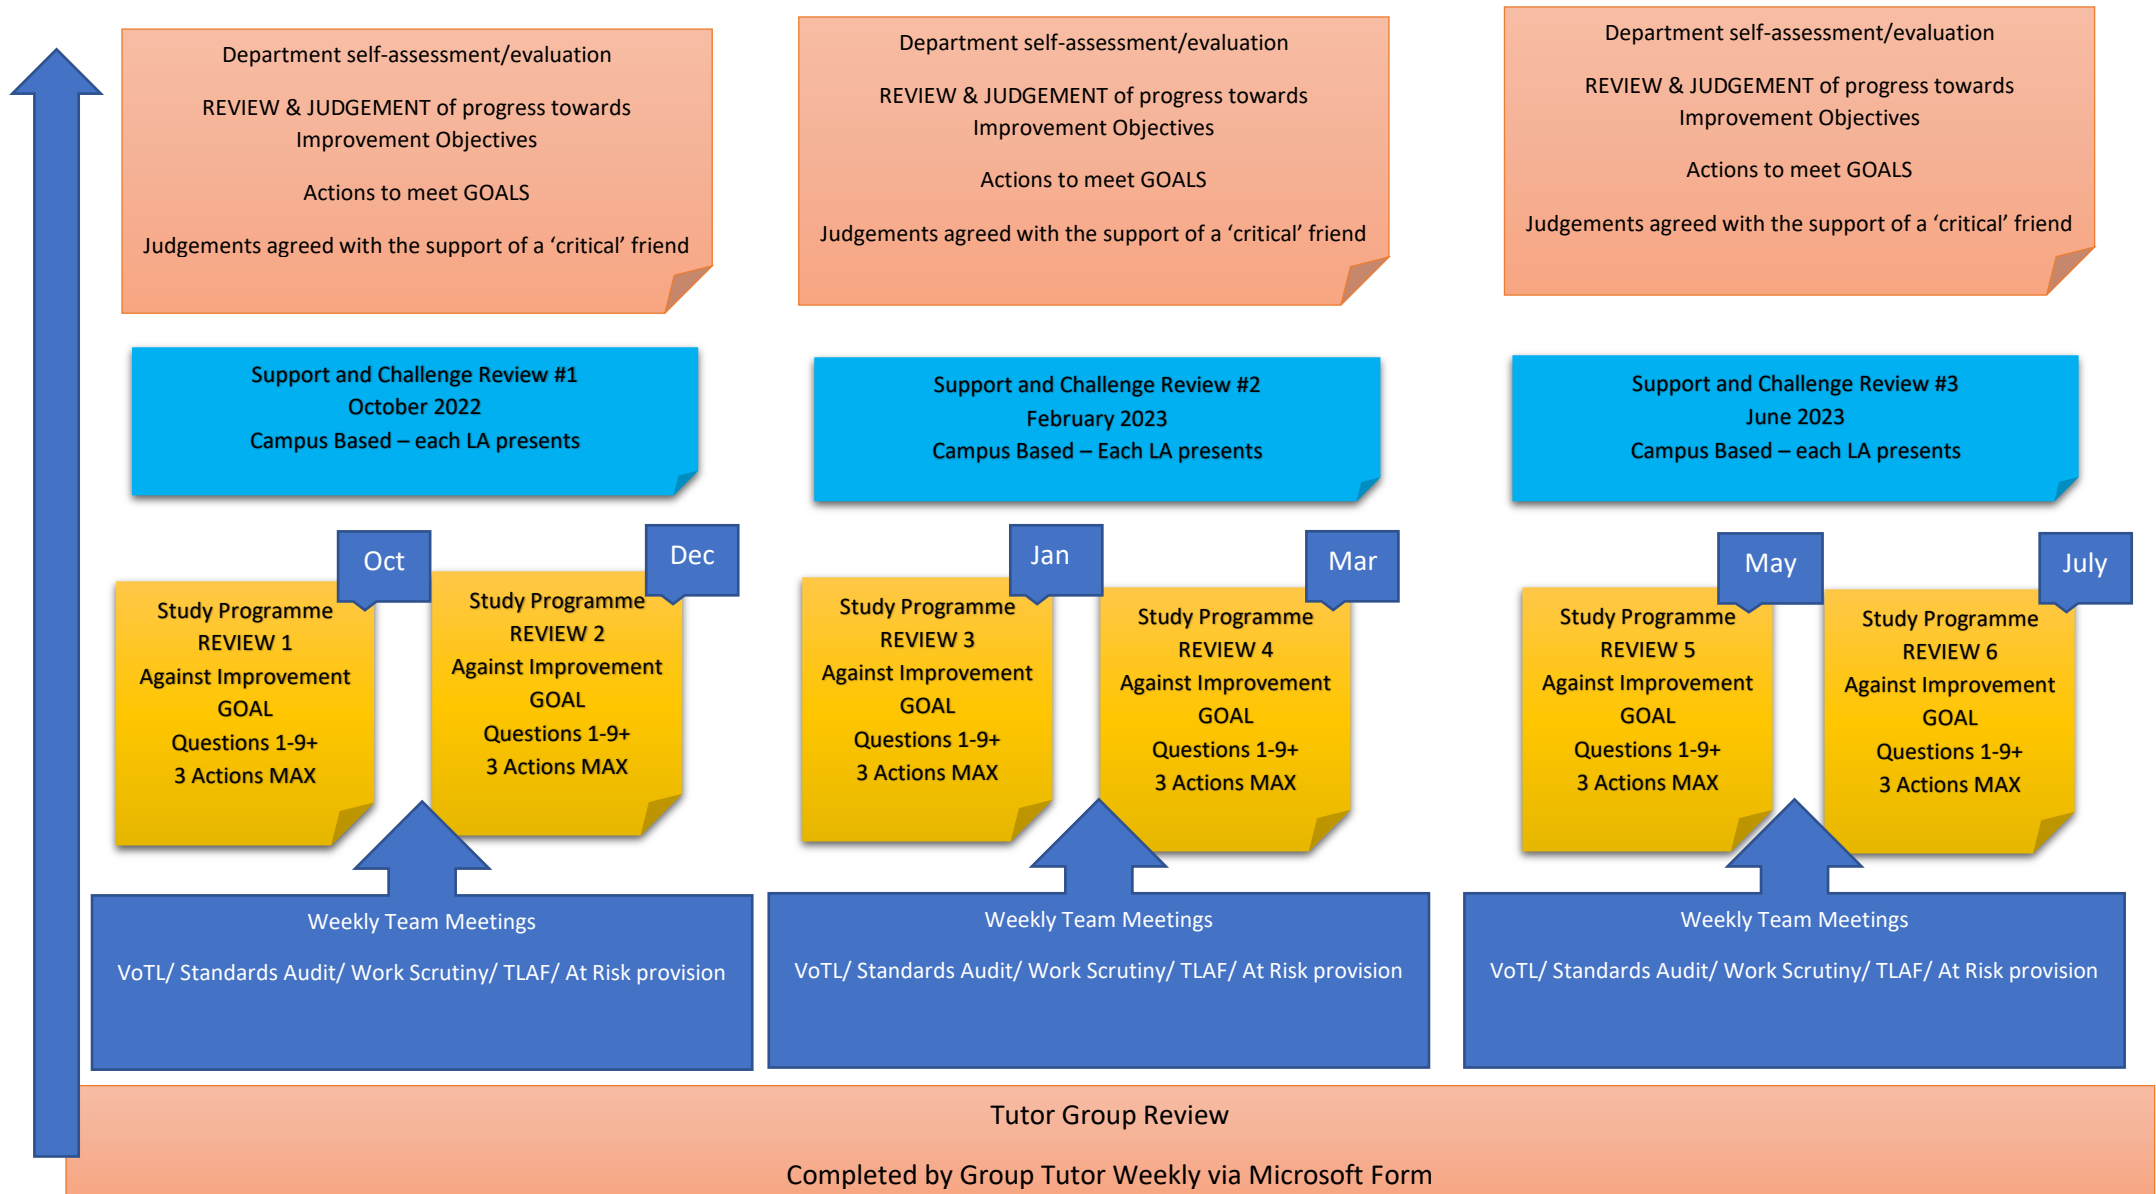 Department self-assessment/evaluation
REVIEW & JUDGEMENT of progress towards
Improvement Objectives
Actions to meet GOALS
Judgements agreed with the support of a ‘critical’ friend
Department self-assessment/evaluation
REVIEW & JUDGEMENT of progress towards
Improvement Objectives
Actions to meet GOALS
Judgements agreed with the support of a ‘critical’ friend
Department self-assessment/evaluation
REVIEW & JUDGEMENT of progress towards
Improvement Objectives
Actions to meet GOALS
Judgements agreed with the support of a ‘critical’ friend
Support and Challenge Review #1
October 2022
Campus Based – each LA presents
Support and Challenge Review #2
February 2023
Campus Based – Each LA presents
Support and Challenge Review #3
June 2023
Campus Based – each LA presents
Oct
Study Programme
REVIEW 1
Against Improvement
GOAL
Questions 1-9+
3 Actions MAX
Dec
Study Programme
REVIEW 2
Against Improvement
GOAL
Questions 1-9+
3 Actions MAX
Jan
Study Programme
REVIEW 3
Against Improvement
GOAL
Questions 1-9+
3 Actions MAX
Mar
Study Programme
REVIEW 4
Against Improvement
GOAL
Questions 1-9+
3 Actions MAX
May
Study Programme
REVIEW 5
Against Improvement
GOAL
Questions 1-9+
3 Actions MAX
July
Study Programme
REVIEW 6
Against Improvement
GOAL
Questions 1-9+
3 Actions MAX
Weekly Team Meetings
VoTL/ Standards Audit/ Work Scrutiny/ TLAF/ At Risk provision
Weekly Team Meetings
VoTL/ Standards Audit/ Work Scrutiny/ TLAF/ At Risk provision
Weekly Team Meetings
VoTL/ Standards Audit/ Work Scrutiny/ TLAF/ At Risk provision
Tutor Group Review
Completed by Group Tutor Weekly via Microsoft Form